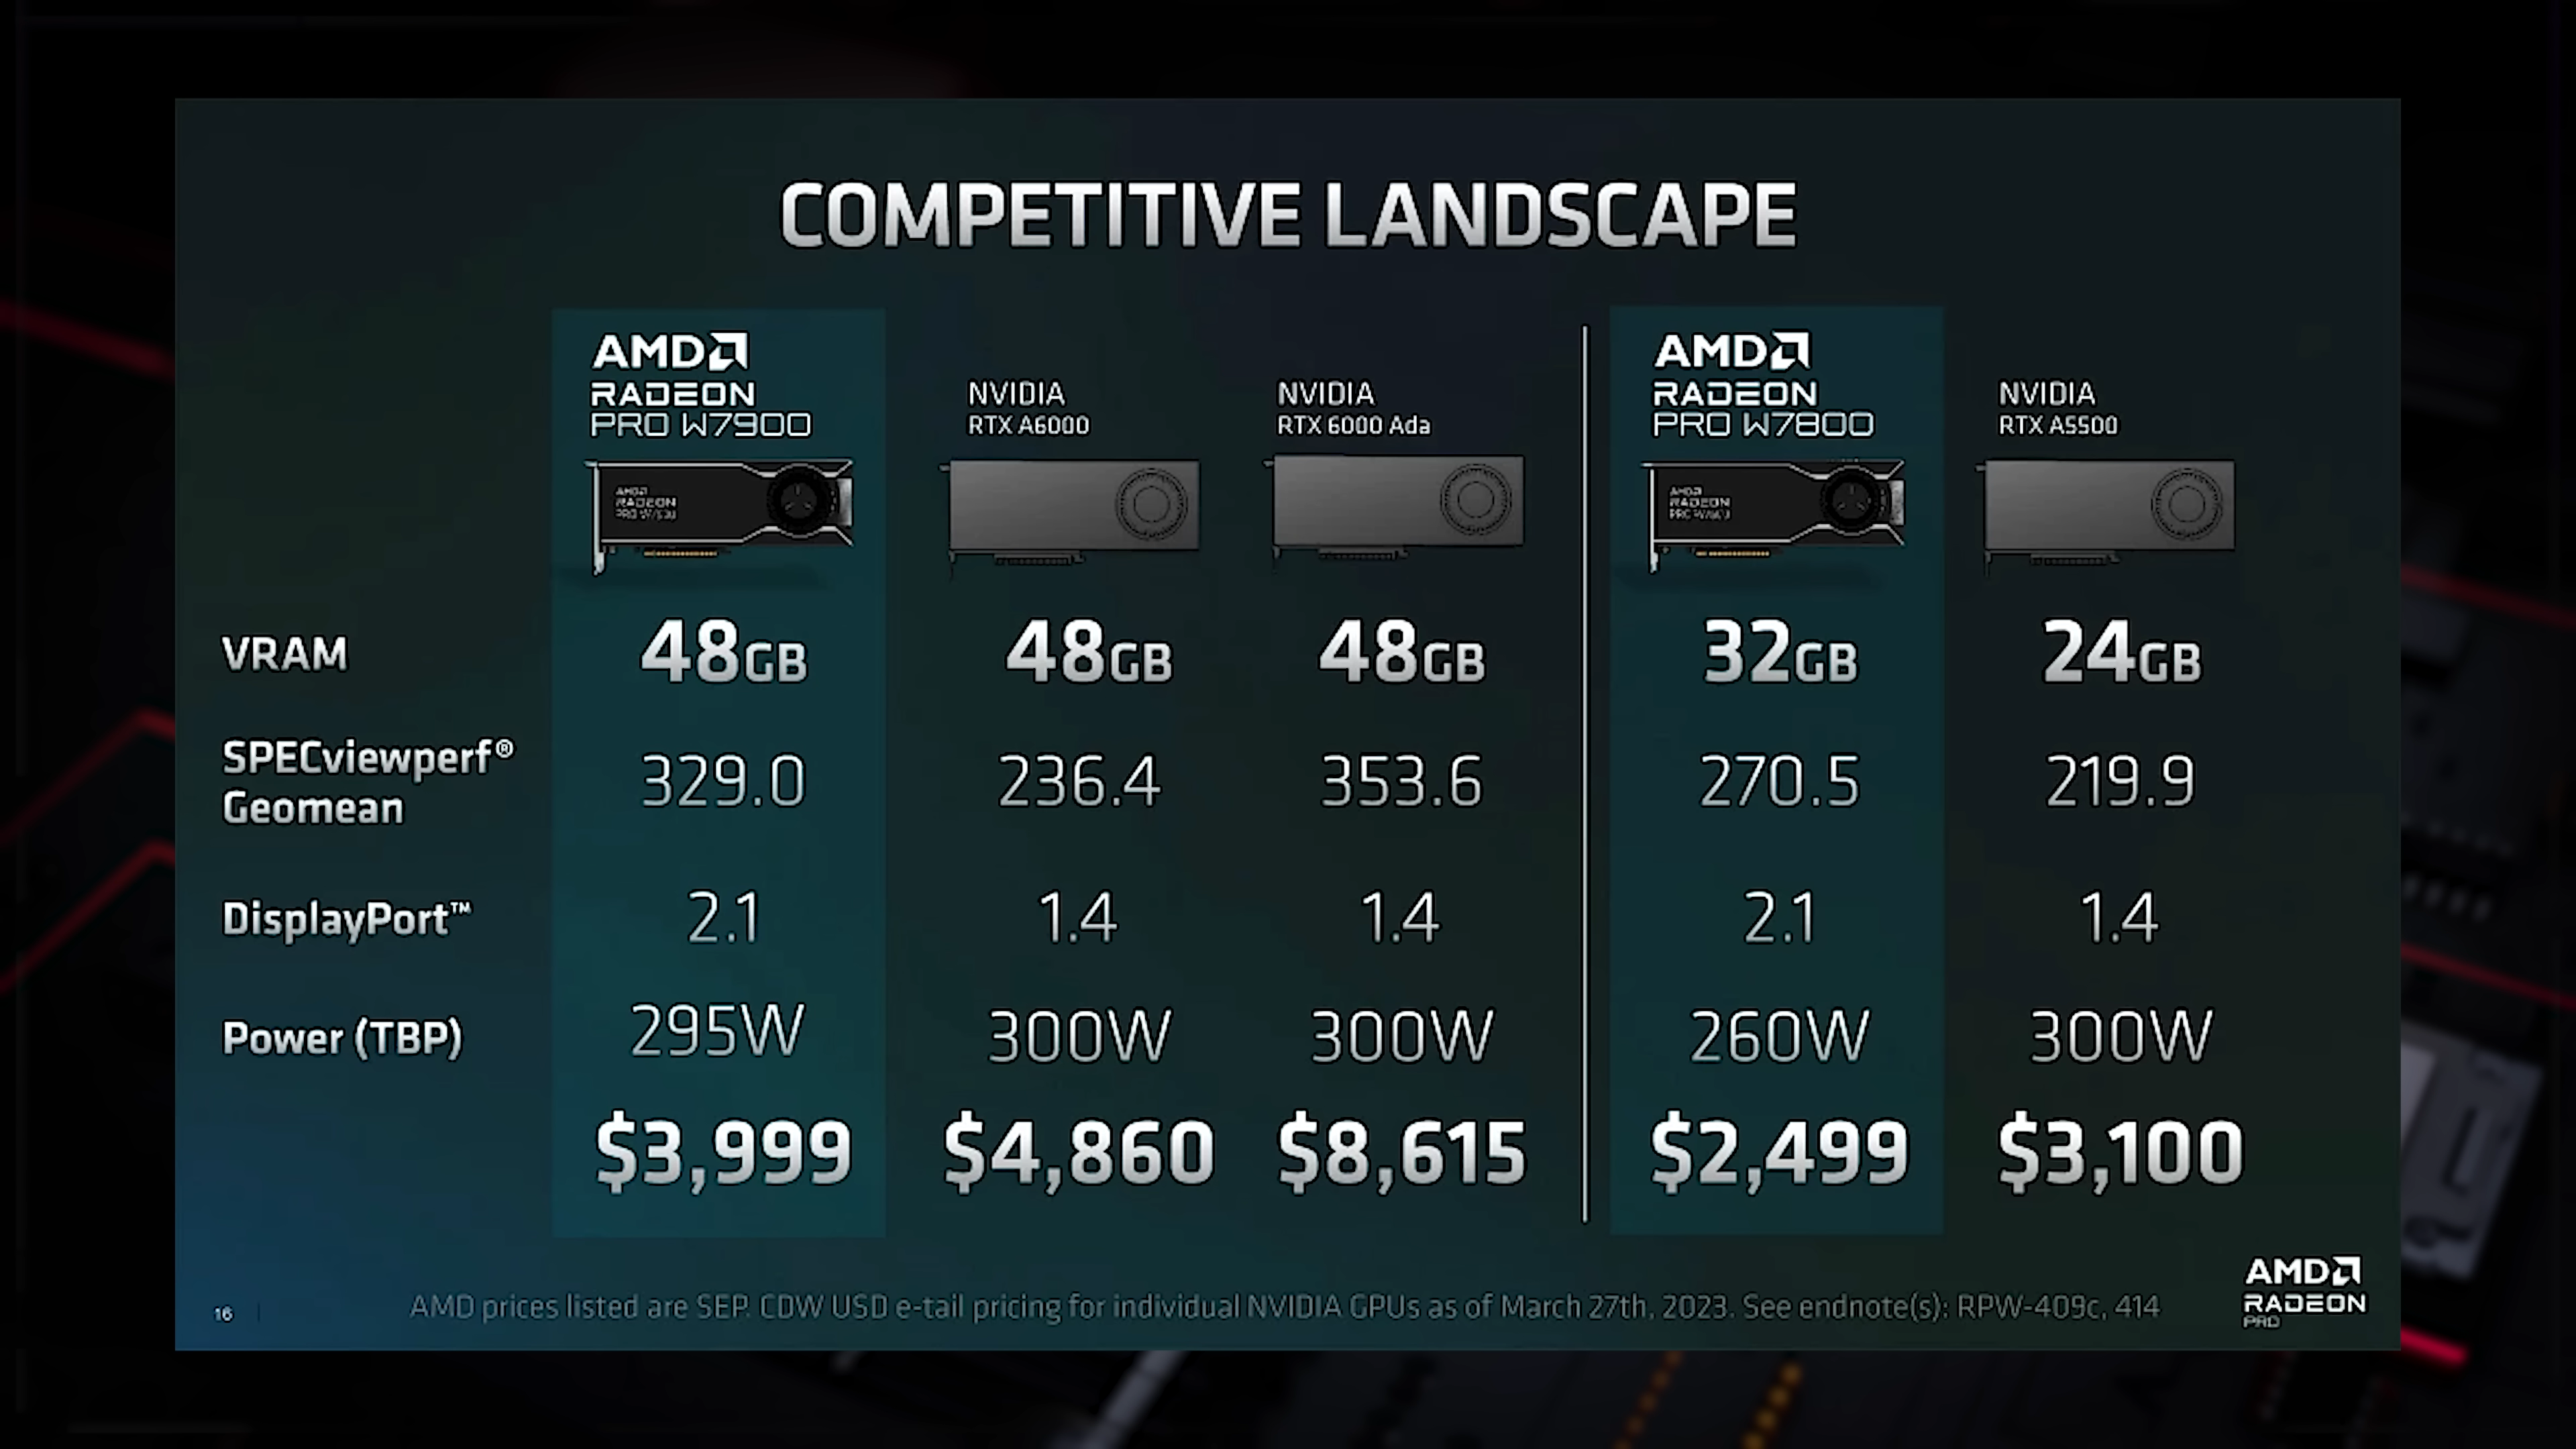 COMPETITIVE LANDSCAPE
AMD
RADEON
PRO W7900
NVIDIA
RTX A6000
NVIDIA
RTX 6000 Ada
AMD
RADEON
PRO W7800
NVIDIA
RTX A5500
AMD
RADEON
AMD
RADEON
VRAM
48GB
48GB
48GB
32GB
24GB
SPECviewperf®
Geomean
329.0
236.4
353.6
270.5
219.9
DisplayPort™
2.1
1.4
1.4
2.1
1.4
Power (TBP)
295W
300W
300W
260W
300W
$3,999
$4,860
$8,615
$2,499
$3,100
16
AMD prices listed are SEP. CDW USD e-tail pricing for individual NVIDIA GPUs as of March 27th, 2023. See endnote(s): RPW-409c, 414
AMD
RADEON
PRO